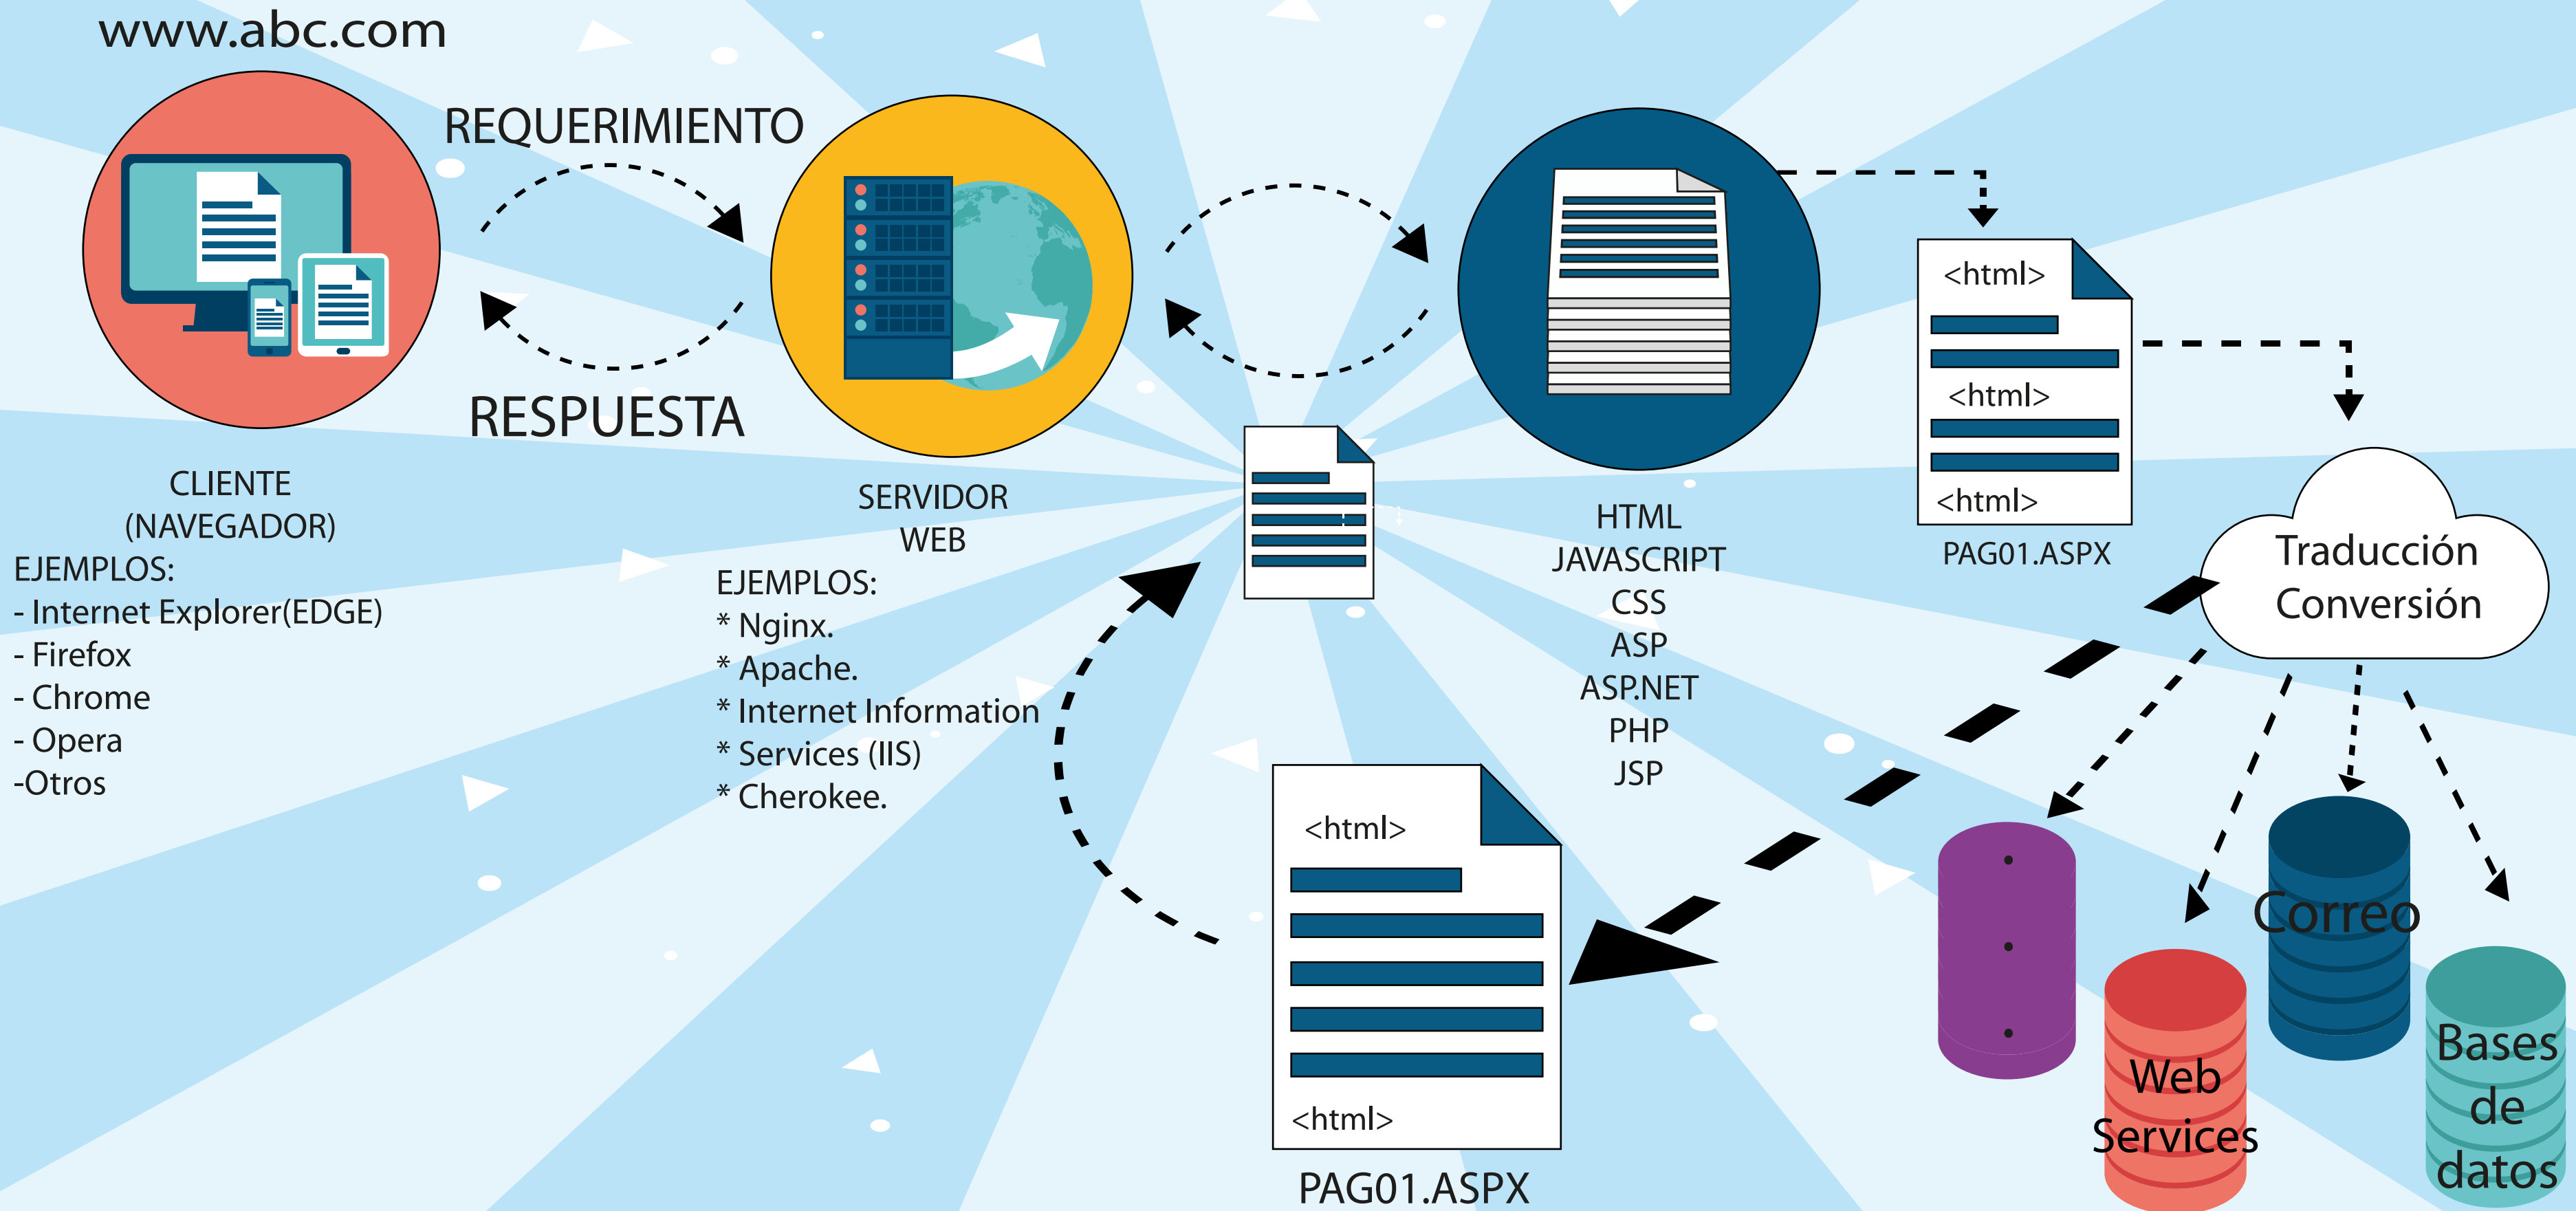 www.abc.com
REQUERIMIENTO
RESPUESTA
CLIENTE
(NAVEGADOR)
EJEMPLOS:
- Internet Explorer(EDGE)
- Firefox
- Chrome
- Opera
-Otros
SERVIDOR
WEB
EJEMPLOS:
* Nginx.
* Apache.
* Internet Information
* Services (IIS)
* Cherokee.
HTML
JAVASCRIPT
CSS
ASP
ASP.NET
PHP
JSP
<html>
<html>
<html>
PAG01.ASPX
Traducción
Conversión
<html>
<html>
PAG01.ASPX
Web
Services
Correo
Bases
de
datos